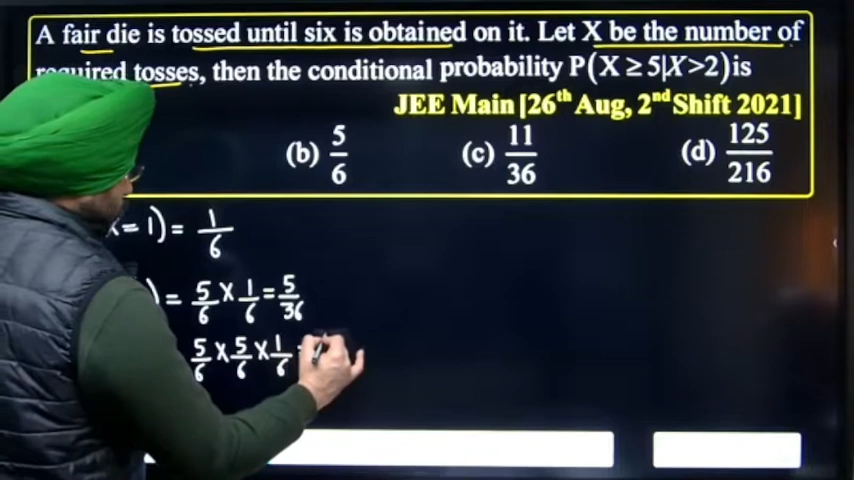 A fair die is tossed until six is obtained on it. Let X be the number of
required tosses, then the conditional probability P(X ≥ 5|X>2) is
JEE Main [26th Aug, 2nd Shift 2021]
(b) 5/6 (c) 11/36 (d) 125/216
= 1) = 1/6
) = 5/6 × 1/6 = 5/36
5/6 × 5/6 × 1/6